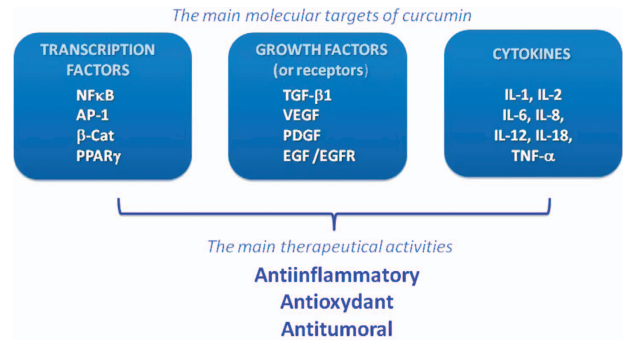 The main molecular targets of curcumin
TRANSCRIPTION
FACTORS
NFκB
AP-1
β-Cat
PPARγ
GROWTH FACTORS
(or receptors)
TGF-β1
VEGF
PDGF
EGF /EGFR
CYTOKINES
IL-1, IL-2
IL-6, IL-8,
IL-12, IL-18,
TNF-α
The main therapeutical activities
Antiinflammatory
Antioxydant
Antitumoral